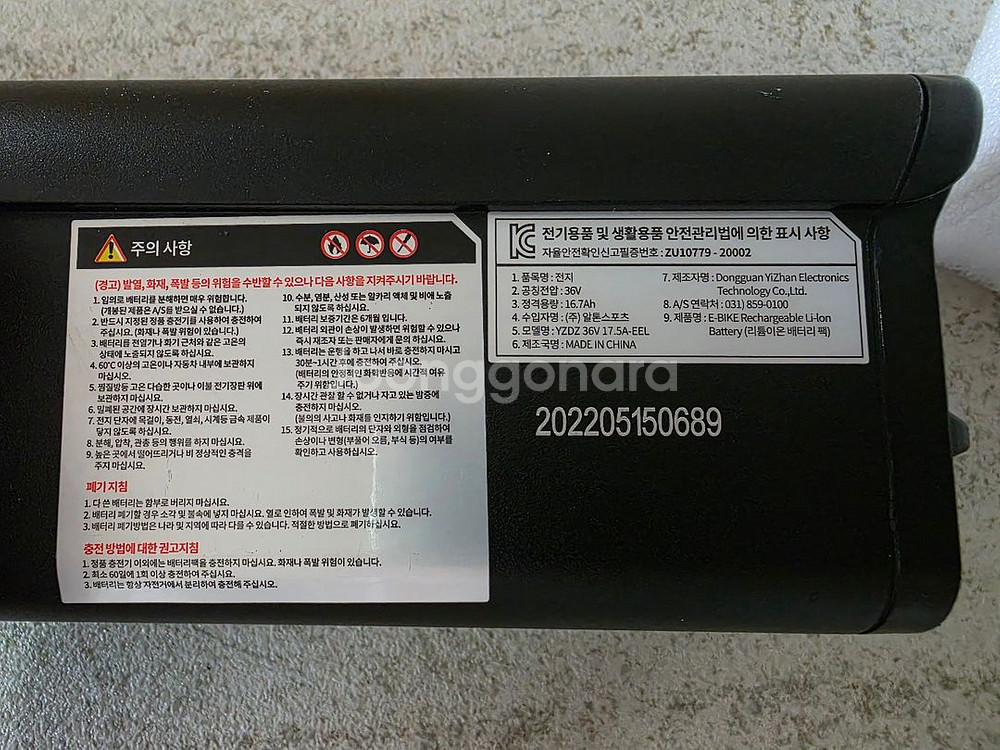 주의 사항
(경고) 발열, 화재, 폭발 등의 위험을 수반할 수 있으나 다음 사항을 지켜주시기 바랍니다.
1. 임의로 배터리를 분해하면 매우 위험합니다.
(개봉된 제품은 A/S를 받으실 수 없습니다.)
2. 반드시 지정된 정품 충전기를 사용하여 충전하여
주십시오. (화재나 폭발 위험이 있습니다.)
3. 배터리를 전열기나 화기 근처와 같은 고온의
상태에 노출되지 않도록 하십시오.
4. 60°C 이상의 고온이나 자동차 내부에 보관하지
마십시오.
5. 찜질방등 고온 다습한 곳이나 이불 전기장판 위에
보관하지 마십시오.
6. 밀폐된 공간에 장시간 보관하지 마십시오.
7. 전지 단자에 목걸이, 동전, 열쇠, 시계등 금속 제품이
닿지 않도록 하십시오.
8. 분해, 압착, 관총 등의 행위를 하지 마십시오.
9. 높은 곳에서 떨어뜨리거나 비 정상적인 충격을
주지 마십시오.
10. 수분, 염분, 산성 또는 알카리 액체 및 비에 노출
되지 않도록 하십시오.
11. 배터리 보증기간은 6개월 입니다.
12. 배터리 외관이 손상이 발생하면 위험할 수 있으니
즉시 제조자 또는 판매자에게 문의 하십시오.
13. 배터리는 운행을 하고 나서 바로 충전하지 마시고
30분~1시간 후에 충전하여 주십시오.
(배터리의 안정적인 화학반응에 시간적 여유
주기 위함입니다.)
14. 장시간 관찰 할 수 없거나 자고 있는 밤중에
충전하지 마십시오.
(불의의 사고나 화재를 인지하기 위함입니다.)
15. 정기적으로 배터리의 단자와 외형을 점검하여
손상이나 변형(부풀어 오름, 부식 등)의 여부를
확인하고 사용하십시오.
폐기 지침
1. 다 쓴 배터리는 함부로 버리지 마십시오.
2. 배터리 폐기할 경우 소각 및 불속에 넣지 마십시오. 열로 인하여 폭발 및 화재가 발생할 수 있습니다.
3. 배터리 폐기방법은 나라 및 지역에 따라 다를 수 있습니다. 적절한 방법으로 폐기하십시오.
충전 방법에 대한 권고지침
1. 정품 충전기 이외에는 배터리팩을 충전하지 마십시오. 화재나 폭발 위험이 있습니다.
2. 최소 60일에 1회 이상 충전하여 주십시오.
3. 배터리는 항상 자전거에서 분리하여 충전해 주십시오.
전기용품 및 생활용품 안전관리법에 의한 표시 사항
자율안전확인신고필증번호 : ZU10779 - 20002
1. 품목명 : 전지
2. 공칭전압 : 36V
3. 정격용량 : 16.7Ah
4. 수입자명 : (주) 알톤스포츠
5. 모델명 : YZDZ 36V 17.5A-EEL
6. 제조국명 : MADE IN CHINA
7. 제조자명 : Dongguan YiZhan Electronics
Technology Co.,Ltd.
8. A/S 연락처 : 031) 859-0100
9. 제품명 : E-BIKE Rechargeable Li-Ion
Battery (리튬이온 배터리 팩)
joonggonara
202205150689